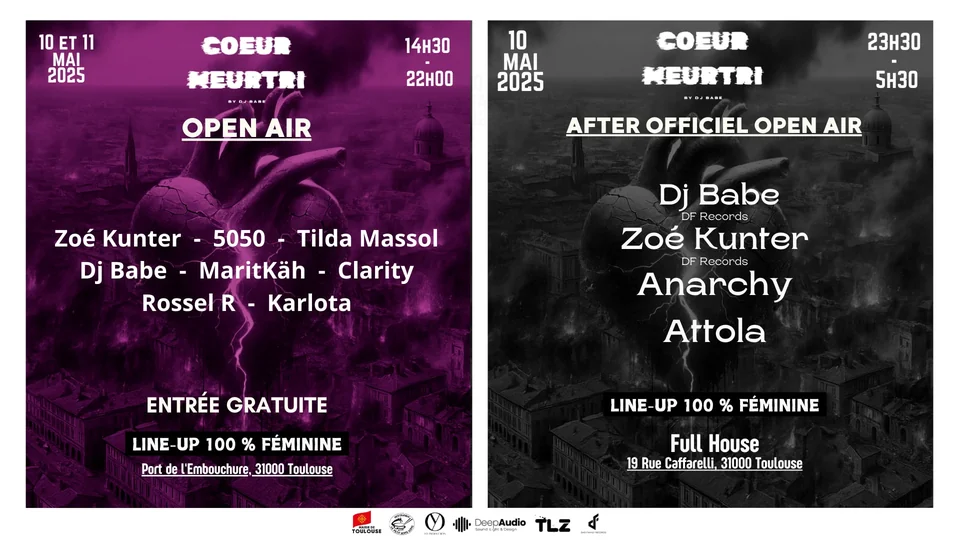 10 ET 11
MAI
2025
COEUR
MEURTRI
BY DJ BABE
14H30
-
22H00
OPEN AIR
Zoé Kunter - 5050 - Tilda Massol
Dj Babe - MaritKäh - Clarity
Rossel R - Karlota
ENTRÉE GRATUITE
LINE-UP 100 % FÉMININE
Port de l'Embouchure, 31000 Toulouse
10
MAI
2025
COEUR
MEURTRI
BY DJ BABE
23H30
-
5H30
AFTER OFFICIEL OPEN AIR
Dj Babe
DF Records
Zoé Kunter
DF Records
Anarchy
Attola
LINE-UP 100 % FÉMININE
Full House
19 Rue Caffarelli, 31000 Toulouse
MAIRIE DE
TOULOUSE
DeepAudio
TLZ